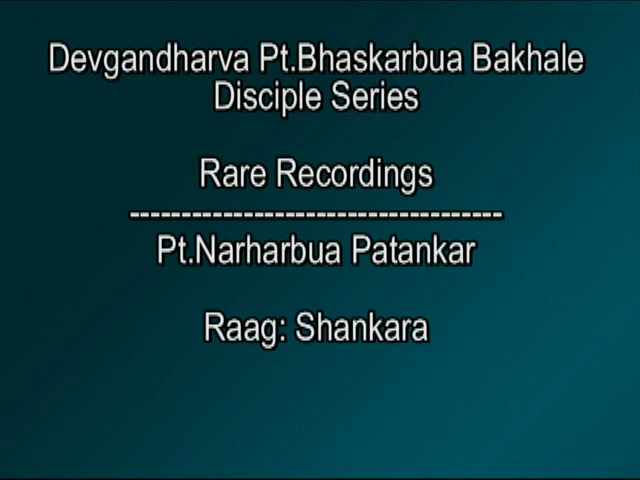 Devgandharva Pt.Bhaskarbua Bakhale
Disciple Series
Rare Recordings
------------------------------------
Pt.Narharbua Patankar
Raag: Shankara